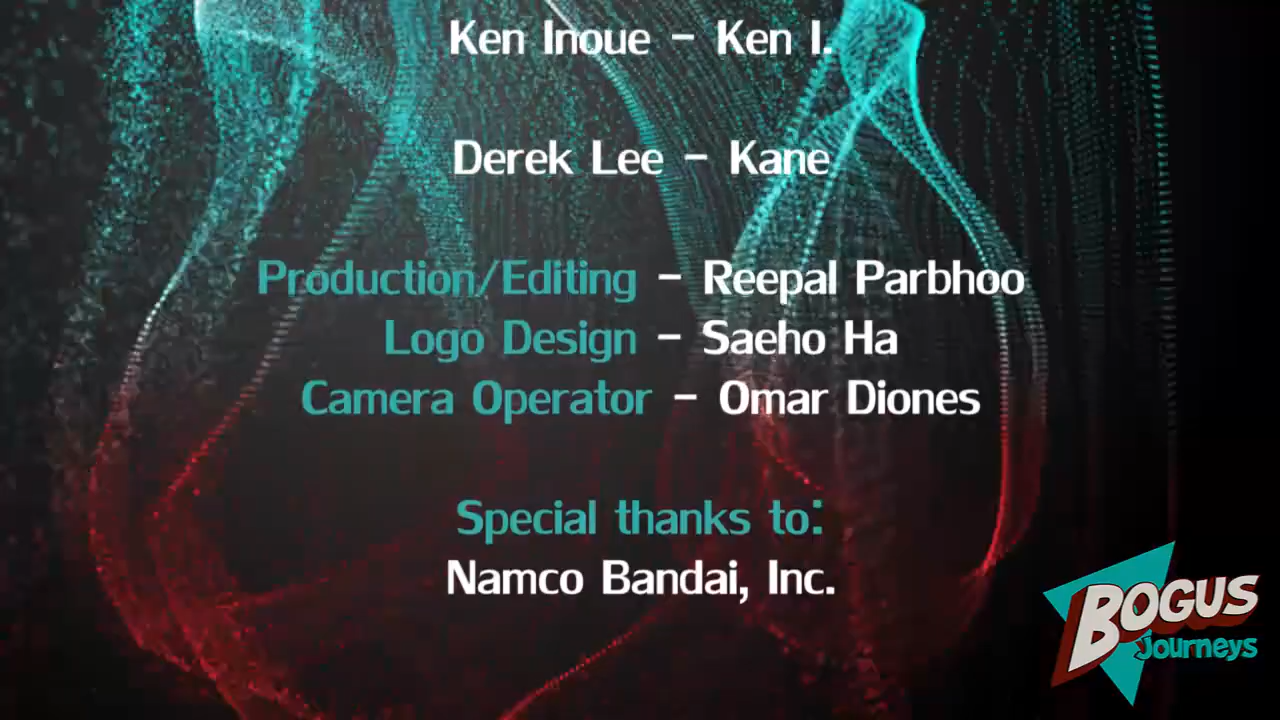 Ken Inoue - Ken I.
Derek Lee - Kane
Production/Editing - Reepal Parbhoo
Logo Design - Saeho Ha
Camera Operator - Omar Diones
Special thanks to:
Namco Bandai, Inc.
BOGUS
Journeys